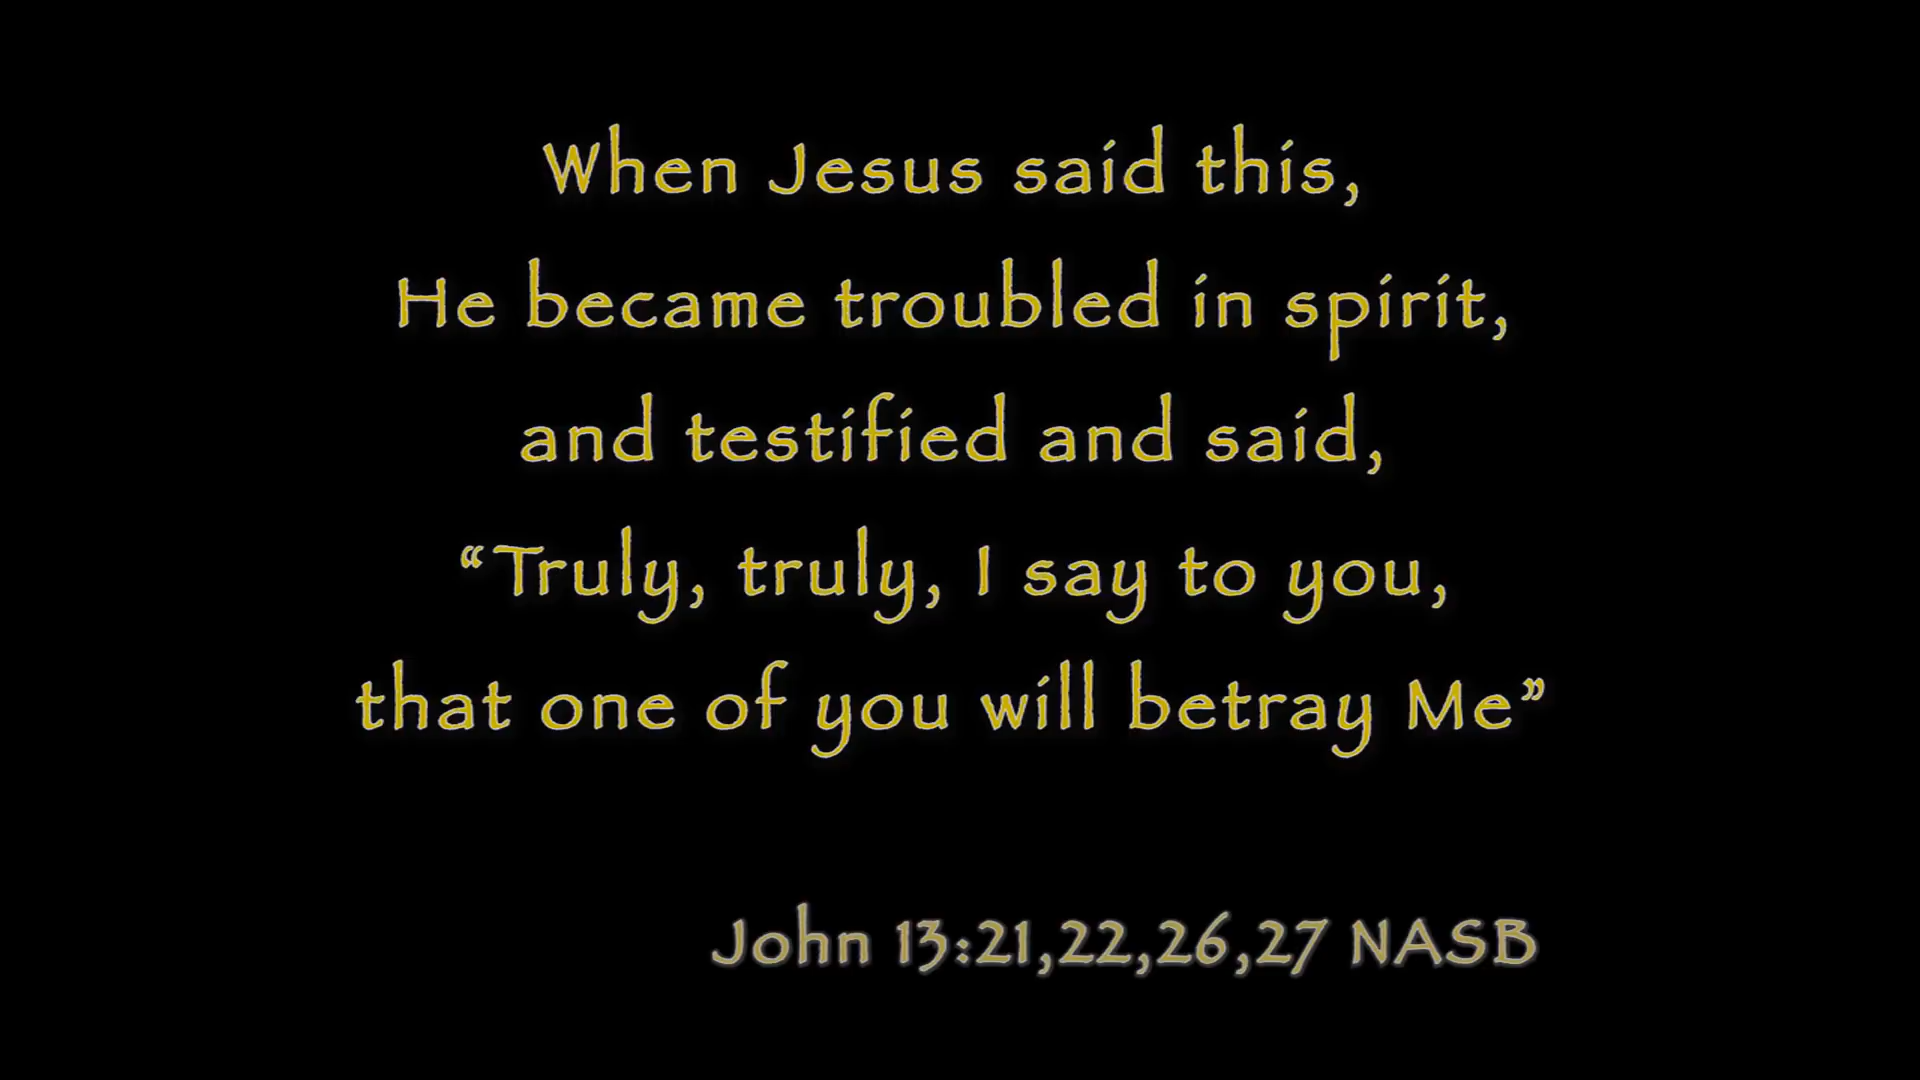 When Jesus said this,
He became troubled in spirit,
and testified and said,
“Truly, truly, I say to you,
that one of you will betray Me”
John 13:21,22,26,27 NASB